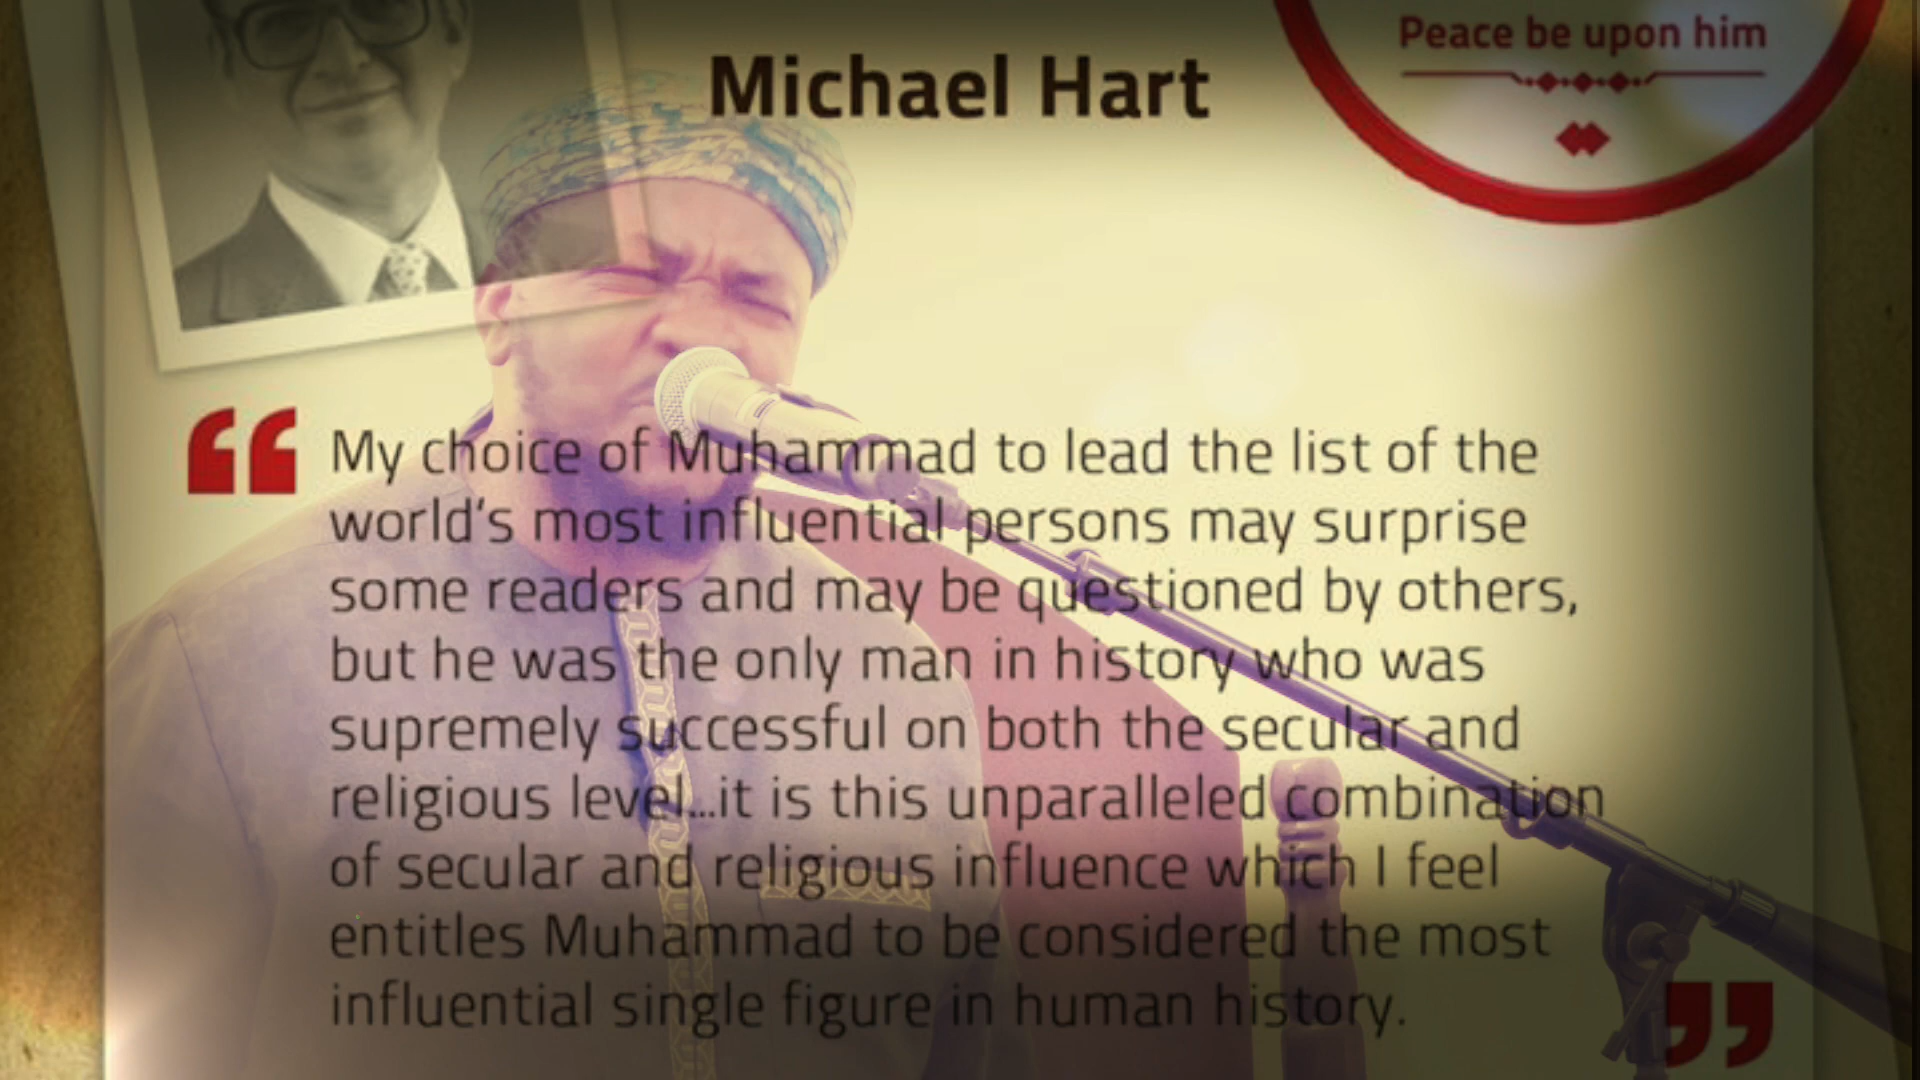 Peace be upon him
Michael Hart
“ My choice of Muhammad to lead the list of the
world's most influential persons may surprise
some readers and may be questioned by others,
but he was the only man in history who was
supremely successful on both the secular and
religious level...it is this unparalleled combination
of secular and religious influence which I feel
entitles Muhammad to be considered the most
influential single figure in human history. ”